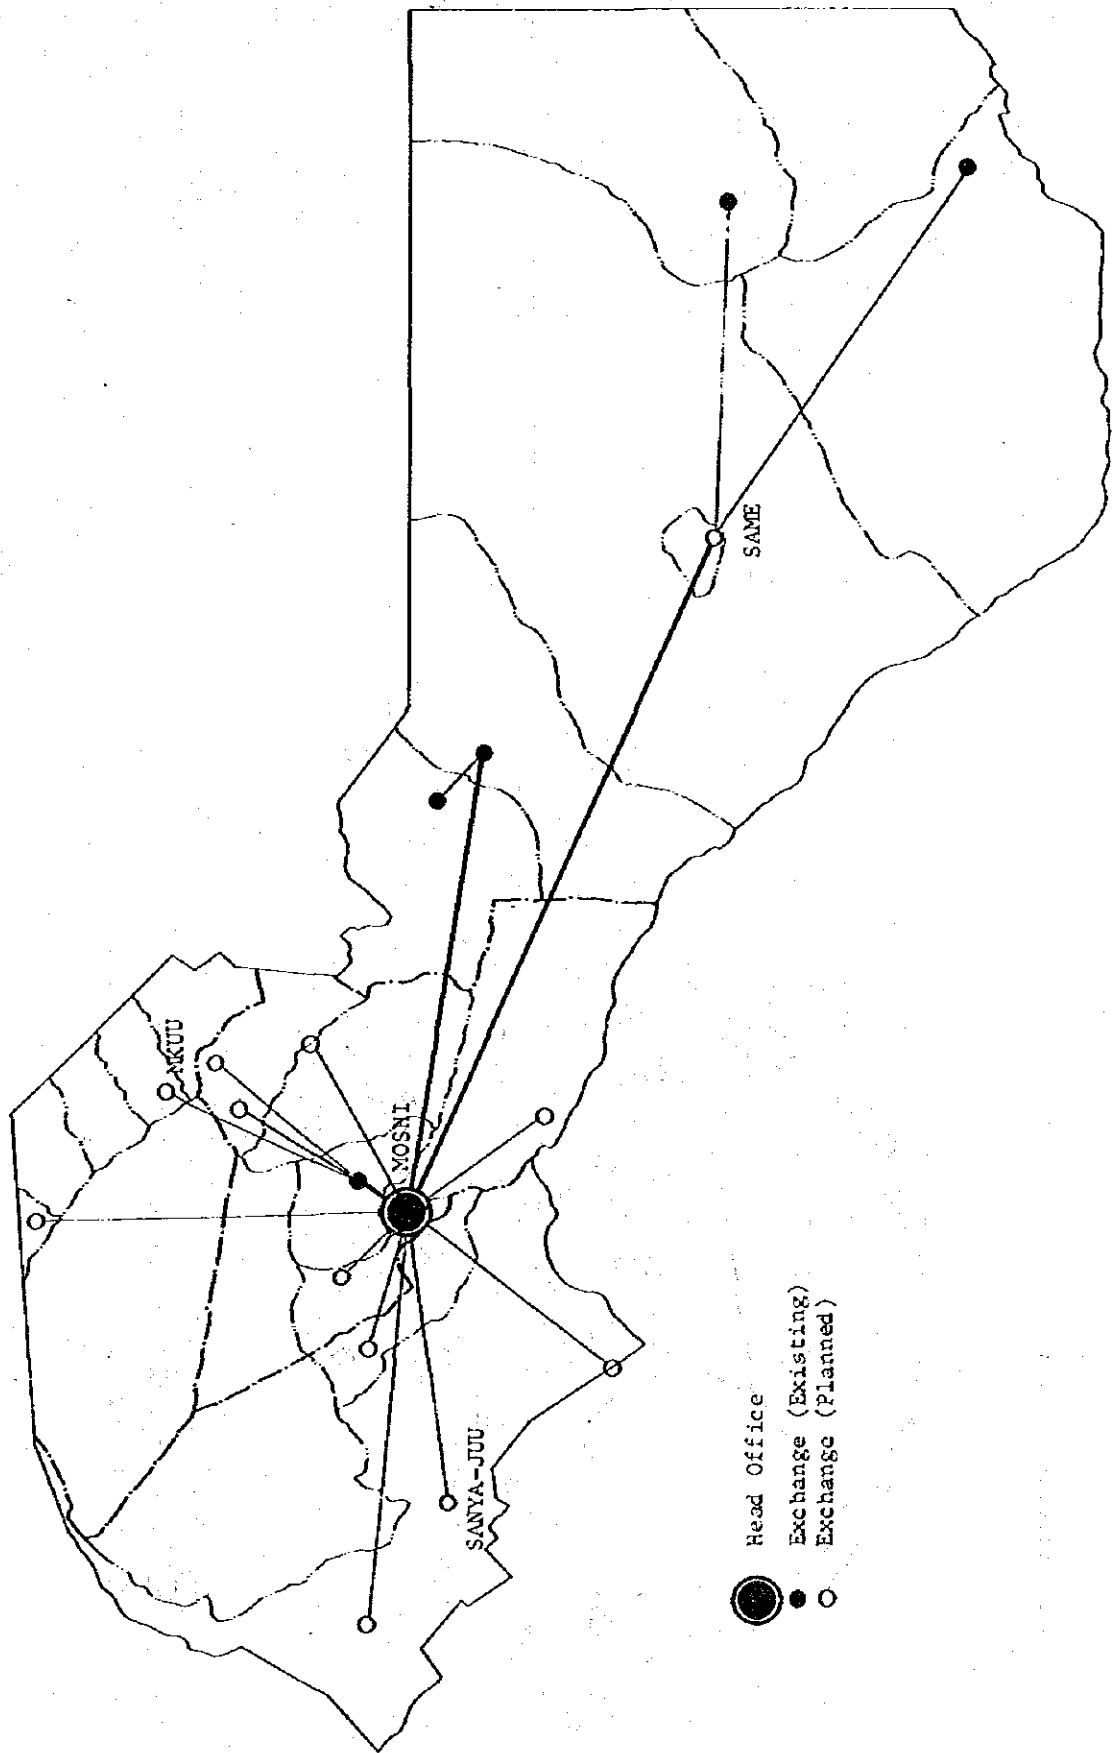 MKUU
MOSHI
SAME
SANYA-JUU
Head Office
Exchange (Existing)
Exchange (Planned)